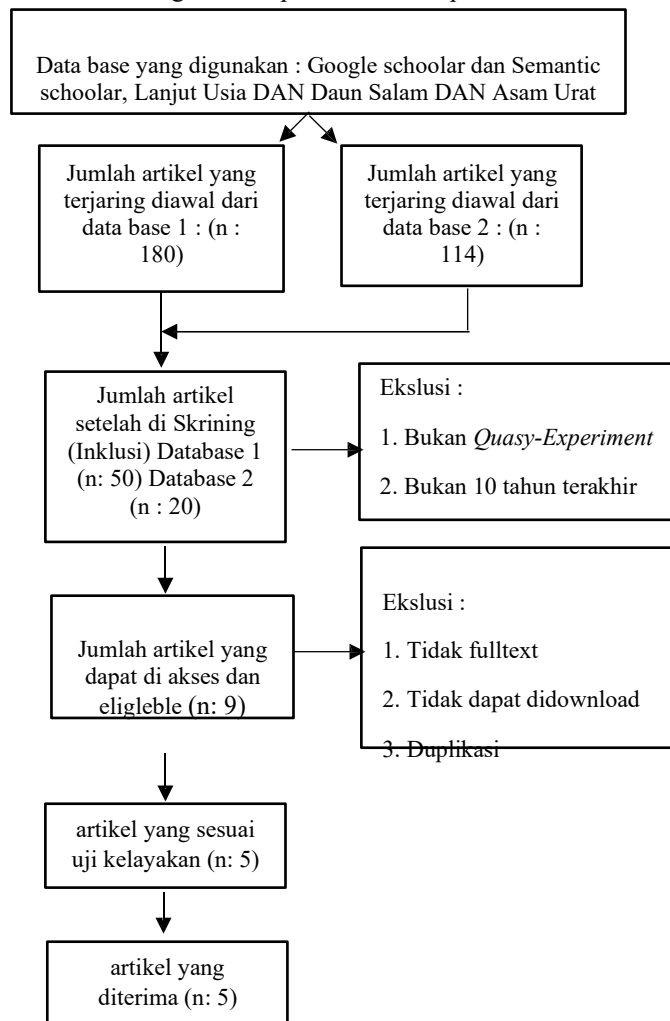 Data base yang digunakan : Google schoolar dan Semantic
schoolar, Lanjut Usia DAN Daun Salam DAN Asam Urat
Jumlah artikel yang
terjaring diawal dari
data base 1 : (n :
180)
Jumlah artikel yang
terjaring diawal dari
data base 2 : (n :
114)
Jumlah artikel
setelah di Skrining
(Inklusi) Database 1
(n: 50) Database 2
(n : 20)
Ekslusi :
1. Bukan Quasy-Experiment
2. Bukan 10 tahun terakhir
Jumlah artikel yang
dapat di akses dan
eligleble (n: 9)
Ekslusi :
1. Tidak fulltext
2. Tidak dapat didownload
3. Duplikasi
artikel yang sesuai
uji kelayakan (n: 5)
artikel yang
diterima (n: 5)